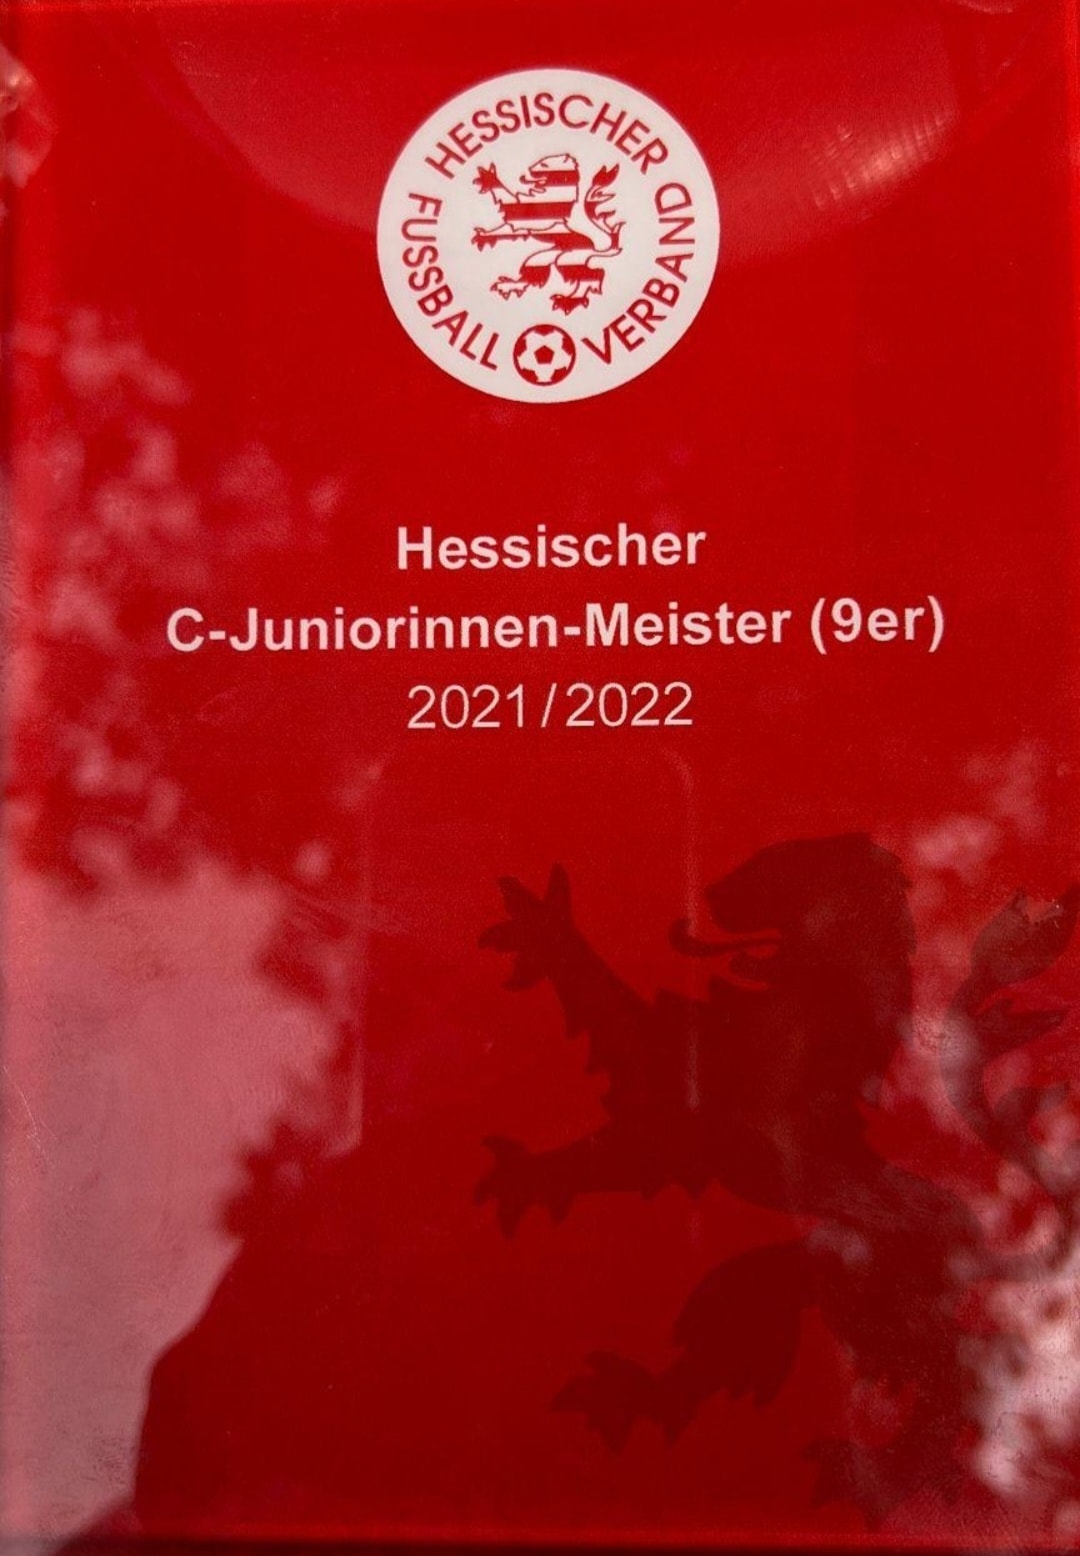 HESSISCHER
FUSSBALL VERBAND
Hessischer
C-Juniorinnen-Meister (9er)
2021/2022